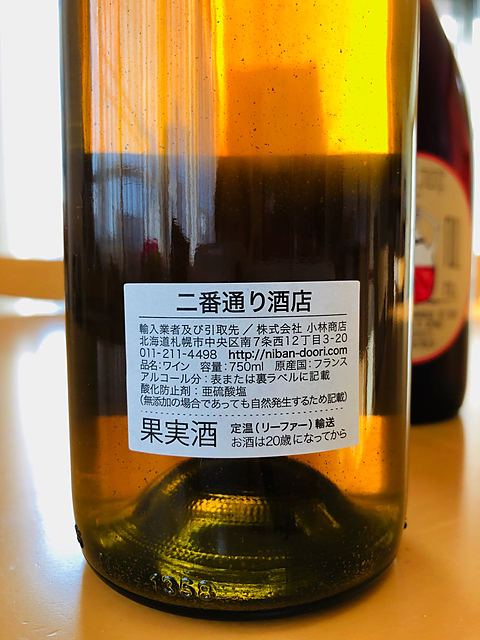 二番通り酒店
輸入業者及び引取先／株式会社 小林商店
北海道札幌市中央区南7条西12丁目3-20
011-211-4498 http://niban-doori.com
品名:ワイン 容量:750ml 原産国:フランス
アルコール分:表または裏ラベルに記載
酸化防止剤:亜硫酸塩
(無添加の場合であっても自然発生するため記載)
果実酒 定温(リーファー)輸送
お酒は20歳になってから